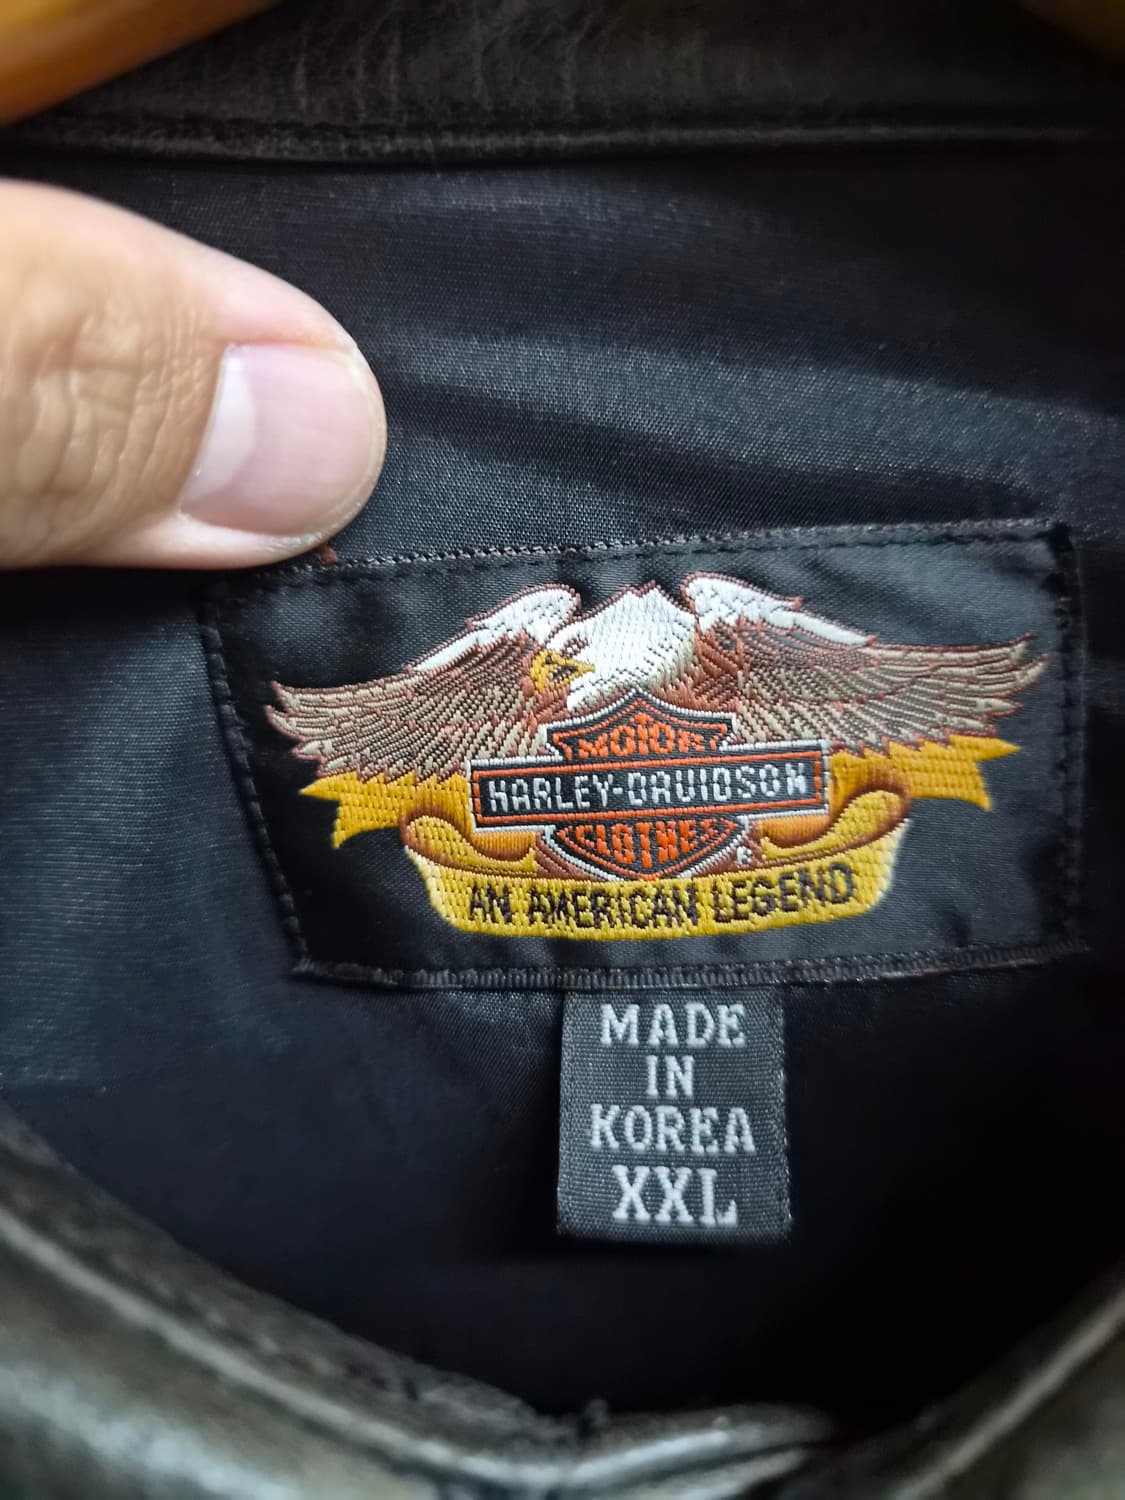 MOTOR
HARLEY-DAVIDSON
CLOTHES
®
AN AMERICAN LEGEND
MADE
IN
KOREA
XXL